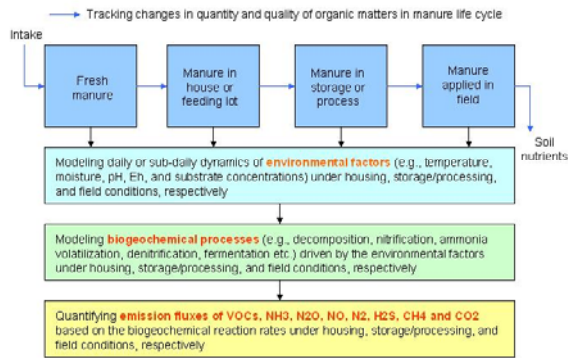 Tracking changes in quantity and quality of organic matters in manure life cycle
Intake
Fresh
manure
Manure in
house or
feeding lot
Manure in
storage or
process
Manure
applied in
field
Soil
nutrients
Modeling daily or sub-daily dynamics of environmental factors (e.g., temperature,
moisture, pH, Eh, and substrate concentrations) under housing, storage/processing,
and field conditions, respectively
Modeling biogeochemical processes (e.g., decomposition, nitrification, ammonia
volatilization, denitrification, fermentation etc.) driven by the environmental factors
under housing, storage/processing, and field conditions, respectively
Quantifying emission fluxes of VOCs, NH3, N2O, NO, N2, H2S, CH4 and CO2
based on the biogeochemical reaction rates under housing, storage/processing, and
field conditions, respectively